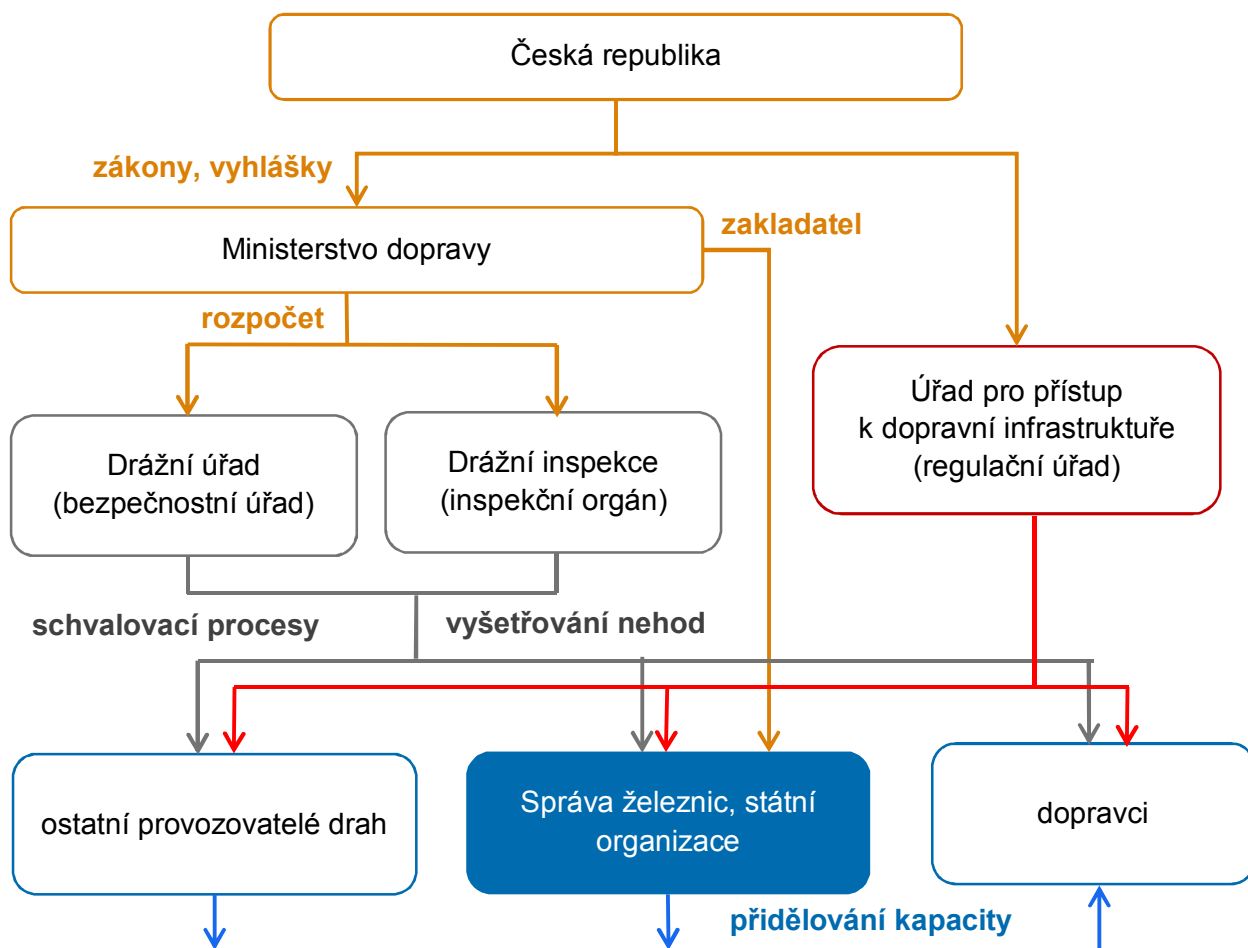 Česká republika
zákony, vyhlášky
zakladatel
Ministerstvo dopravy
rozpočet
Úřad pro přístup
k dopravní infrastruktuře
(regulační úřad)
Drážní úřad
(bezpečnostní úřad)
Drážní inspekce
(inspekční orgán)
schvalovací procesy
vyšetřování nehod
ostatní provozovatelé drah
Správa železnic, státní
organizace
dopravci
přidělování kapacity